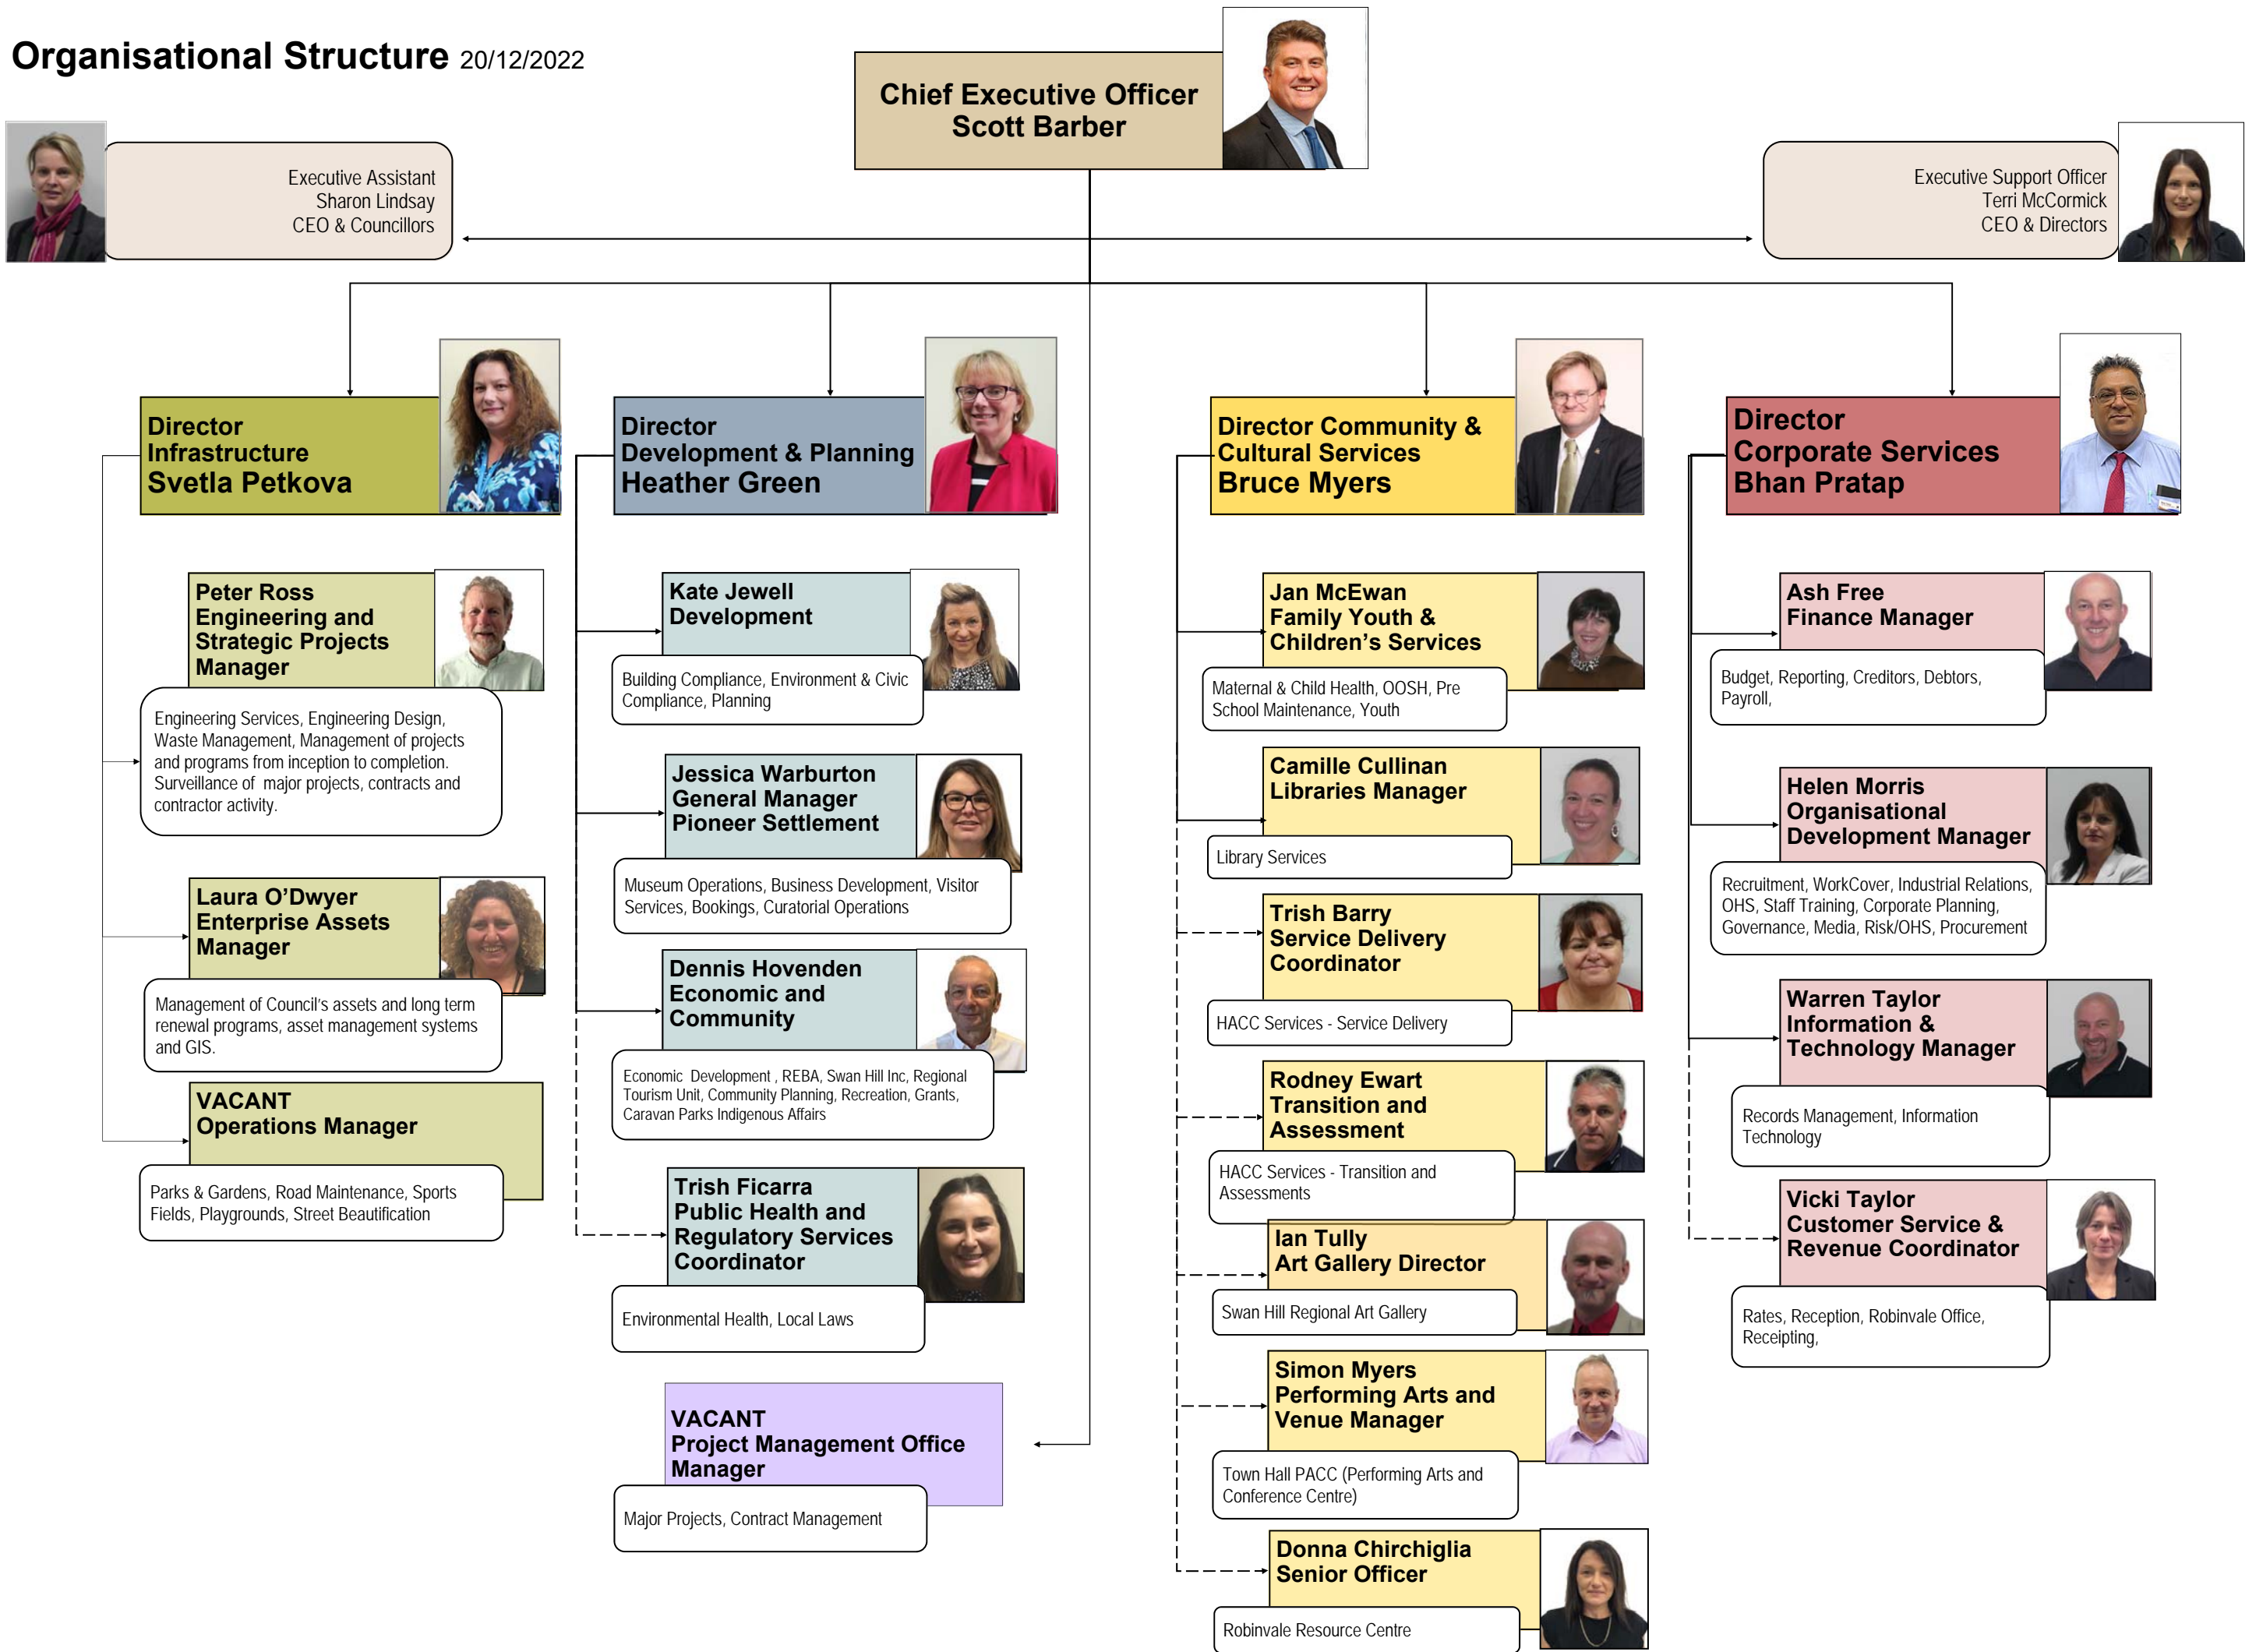 Organisational Structure 20/12/2022
Chief Executive Officer
Scott Barber
Executive Assistant
Sharon Lindsay
CEO & Councillors
Executive Support Officer
Terri McCormick
CEO & Directors
Director
Infrastructure
Svetla Petkova
Peter Ross
Engineering and
Strategic Projects
Manager
Engineering Services, Engineering Design,
Waste Management, Management of projects
and programs from inception to completion.
Surveillance of major projects, contracts and
contractor activity.
Laura O’Dwyer
Enterprise Assets
Manager
Management of Council’s assets and long term
renewal programs, asset management systems
and GIS.
VACANT
Operations Manager
Parks & Gardens, Road Maintenance, Sports
Fields, Playgrounds, Street Beautification
Director
Development & Planning
Heather Green
Kate Jewell
Development
Building Compliance, Environment & Civic
Compliance, Planning
Jessica Warburton
General Manager
Pioneer Settlement
Museum Operations, Business Development, Visitor
Services, Bookings, Curatorial Operations
Dennis Hovenden
Economic and
Community
Economic Development , REBA, Swan Hill Inc, Regional
Tourism Unit, Community Planning, Recreation, Grants,
Caravan Parks Indigenous Affairs
Trish Ficarra
Public Health and
Regulatory Services
Coordinator
Environmental Health, Local Laws
VACANT
Project Management Office
Manager
Major Projects, Contract Management
Director Community &
Cultural Services
Bruce Myers
Jan McEwan
Family Youth &
Children’s Services
Maternal & Child Health, OOSH, Pre
School Maintenance, Youth
Camille Cullinan
Libraries Manager
Library Services
Trish Barry
Service Delivery
Coordinator
HACC Services - Service Delivery
Rodney Ewart
Transition and
Assessment
HACC Services - Transition and
Assessments
Ian Tully
Art Gallery Director
Swan Hill Regional Art Gallery
Simon Myers
Performing Arts and
Venue Manager
Town Hall PACC (Performing Arts and
Conference Centre)
Donna Chirchiglia
Senior Officer
Robinvale Resource Centre
Director
Corporate Services
Bhan Pratap
Ash Free
Finance Manager
Budget, Reporting, Creditors, Debtors,
Payroll,
Helen Morris
Organisational
Development Manager
Recruitment, WorkCover, Industrial Relations,
OHS, Staff Training, Corporate Planning,
Governance, Media, Risk/OHS, Procurement
Warren Taylor
Information &
Technology Manager
Records Management, Information
Technology
Vicki Taylor
Customer Service &
Revenue Coordinator
Rates, Reception, Robinvale Office,
Receipting,